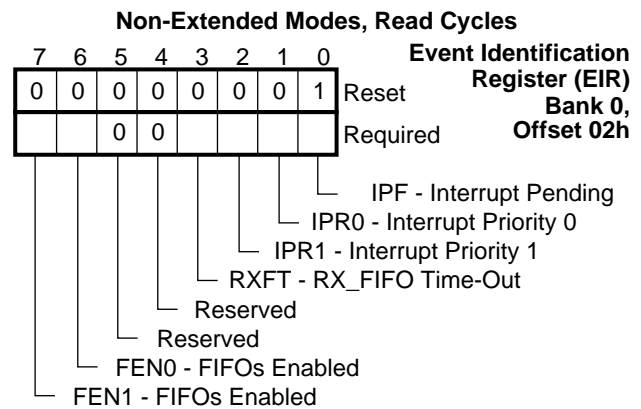 Non-Extended Modes, Read Cycles
7 6 5 4 3 2 1 0
Event Identification
Register (EIR)
Bank 0,
Offset 02h
0 0 0 0 0 0 0 1 Reset
0 0 Required
IPF - Interrupt Pending
IPR0 - Interrupt Priority 0
IPR1 - Interrupt Priority 1
RXFT - RX_FIFO Time-Out
Reserved
Reserved
FEN0 - FIFOs Enabled
FEN1 - FIFOs Enabled